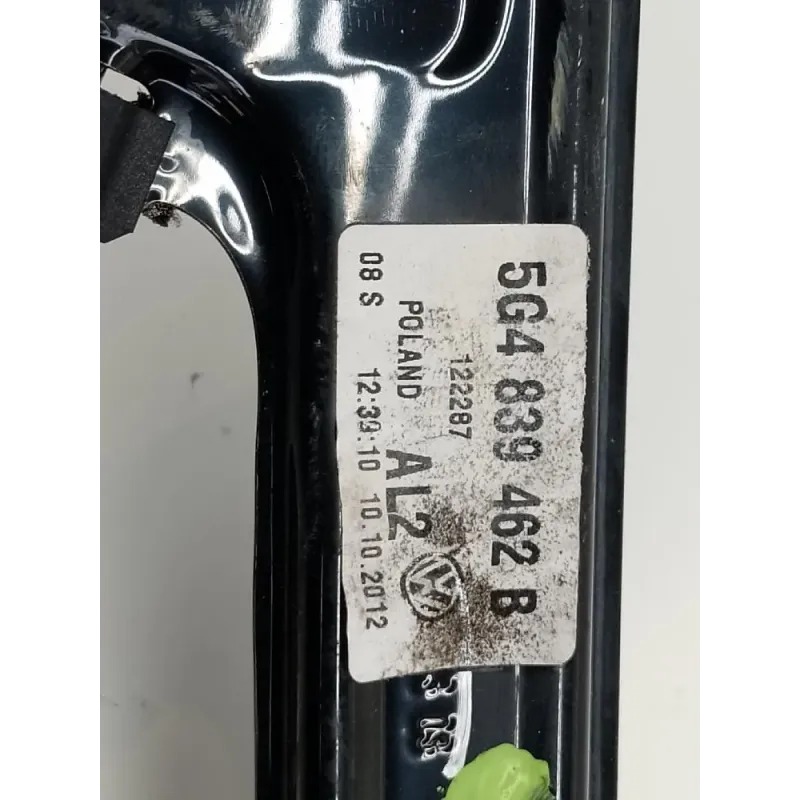 5G4 839 462 B
122287
POLAND AL2
08 S 12:39:10 10.10.2012